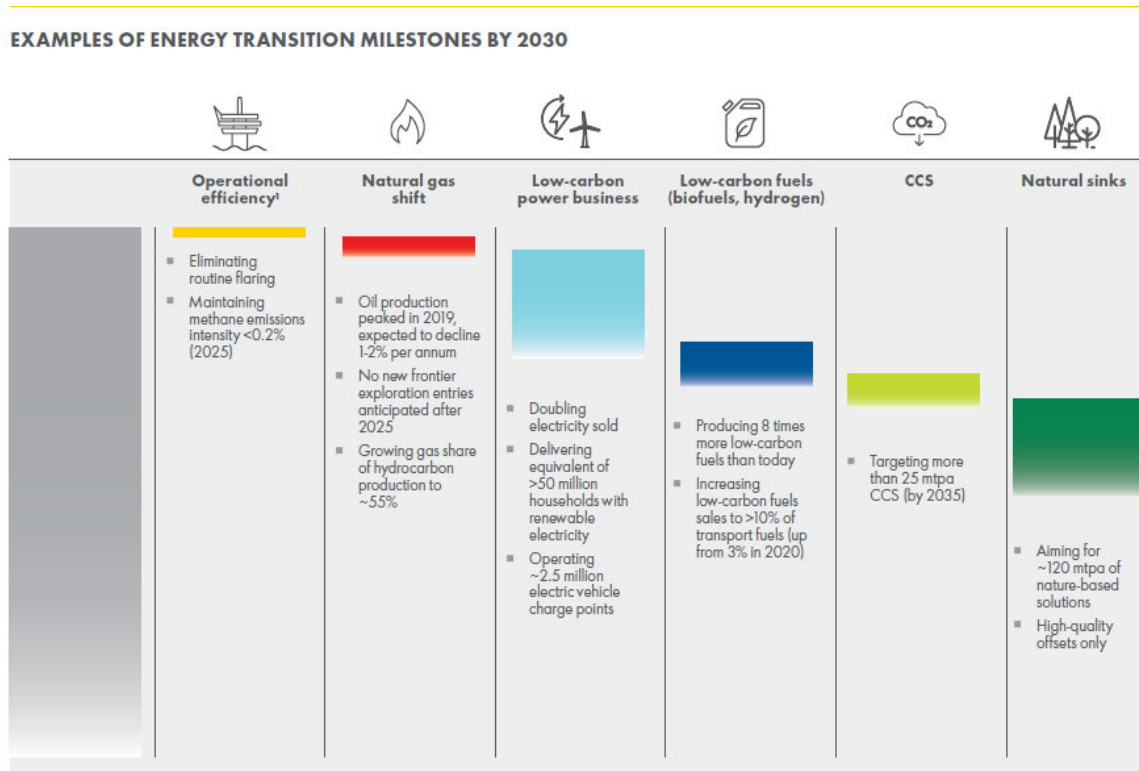 EXAMPLES OF ENERGY TRANSITION MILESTONES BY 2030
CO₂
Operational
efficiency¹
Natural gas
shift
Low-carbon
power business
Low-carbon fuels
(biofuels, hydrogen)
CCS
Natural sinks
■ Eliminating
routine flaring
■ Maintaining
methane emissions
intensity <0.2%
(2025)
■ Oil production
peaked in 2019,
expected to decline
1-2% per annum
■ No new frontier
exploration entries
anticipated after
2025
■ Growing gas share
of hydrocarbon
production to
~55%
■ Doubling
electricity sold
■ Delivering
equivalent of
>50 million
households with
renewable
electricity
■ Operating
~2.5 million
electric vehicle
charge points
■ Producing 8 times
more low-carbon
fuels than today
■ Increasing
low-carbon fuels
sales to >10% of
transport fuels (up
from 3% in 2020)
■ Targeting more
than 25 mtpa
CCS (by 2035)
■ Aiming for
~120 mtpa of
nature-based
solutions
■ High-quality
offsets only